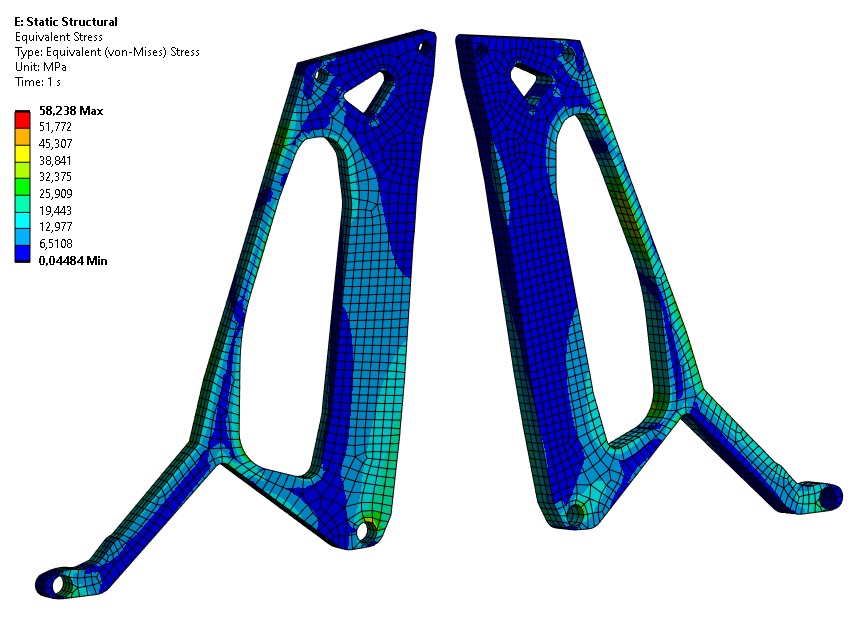 E: Static Structural
Equivalent Stress
Type: Equivalent (von-Mises) Stress
Unit: MPa
Time: 1 s
58,238 Max
51,772
45,307
38,841
32,375
25,909
19,443
12,977
6,5108
0,04484 Min